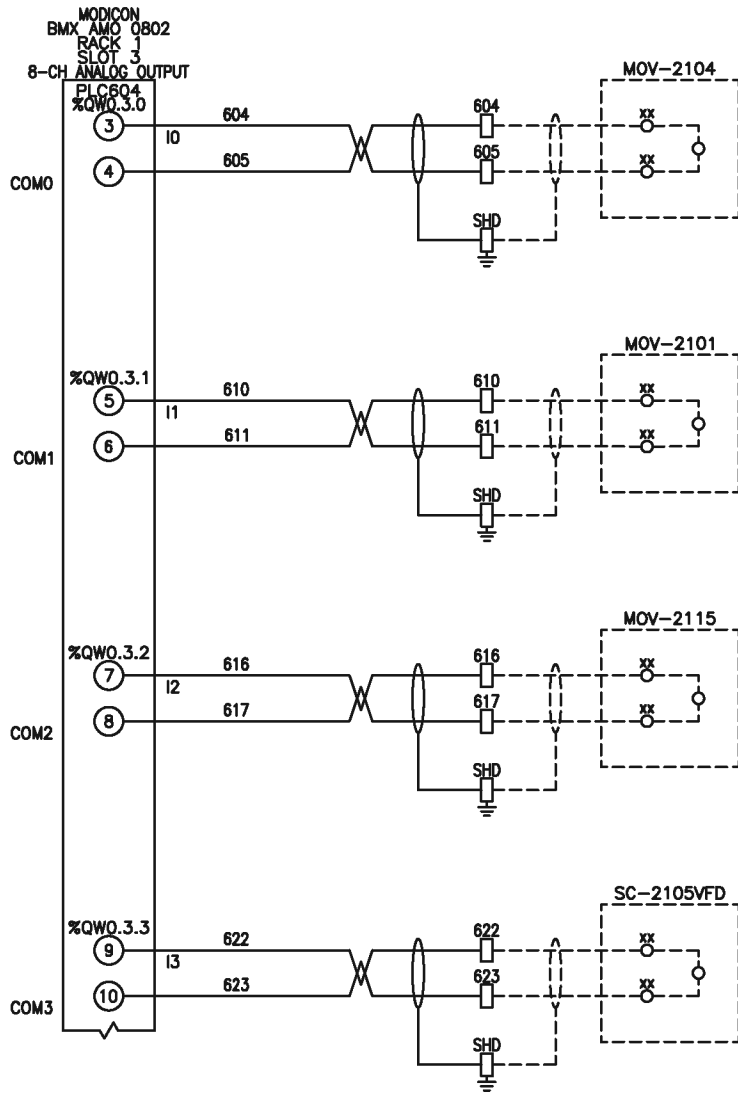 MODICON
BMX AMO 0802
RACK 1
SLOT 3
8-CH ANALOG OUTPUT
PLC604
%QW0.3.0
3
I0
604
604
MOV-2104
xx
COM0
4
605
605
xx
SHD
%QW0.3.1
5
I1
610
610
MOV-2101
xx
COM1
6
611
611
xx
SHD
%QW0.3.2
7
I2
616
616
MOV-2115
xx
COM2
8
617
617
xx
SHD
%QW0.3.3
9
I3
622
622
SC-2105VFD
xx
COM3
10
623
623
xx
SHD